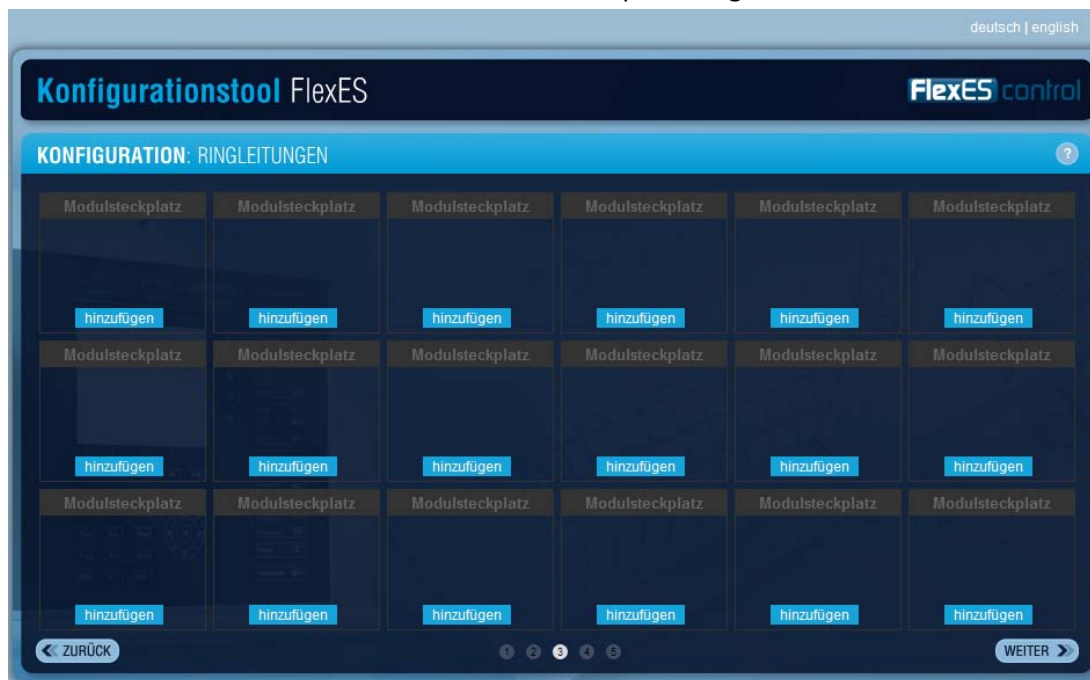 deutsch | english
Konfigurationstool FlexES
FlexES control
KONFIGURATION: RINGLEITUNGEN
?
Modulsteckplatz Modulsteckplatz Modulsteckplatz Modulsteckplatz Modulsteckplatz Modulsteckplatz
hinzufügen hinzufügen hinzufügen hinzufügen hinzufügen hinzufügen
Modulsteckplatz Modulsteckplatz Modulsteckplatz Modulsteckplatz Modulsteckplatz Modulsteckplatz
hinzufügen hinzufügen hinzufügen hinzufügen hinzufügen hinzufügen
Modulsteckplatz Modulsteckplatz Modulsteckplatz Modulsteckplatz Modulsteckplatz Modulsteckplatz
hinzufügen hinzufügen hinzufügen hinzufügen hinzufügen hinzufügen
ZURÜCK 1 2 3 4 5 WEITER